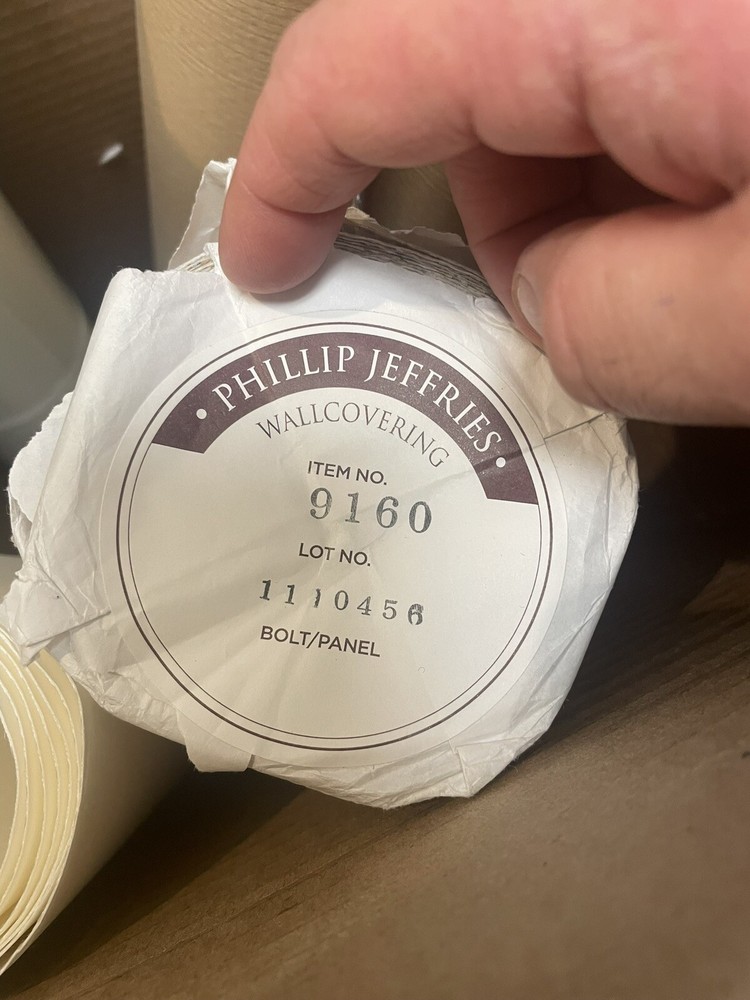 • PHILLIP JEFFRIES •
WALLCOVERING
ITEM NO.
9160
LOT NO.
1110456
BOLT/PANEL